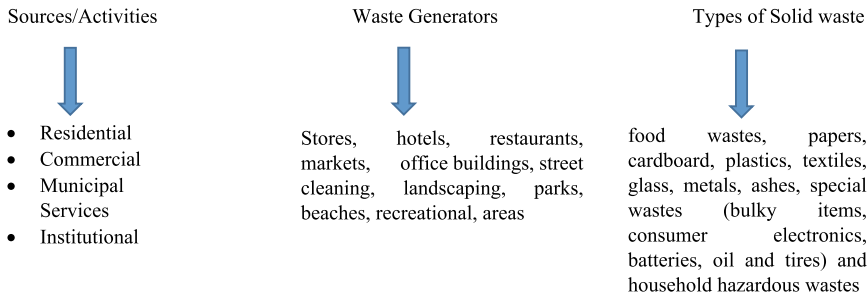 Sources/Activities
Waste Generators
Types of Solid waste
• Residential
• Commercial
• Municipal
Services
• Institutional
Stores, hotels, restaurants,
markets, office buildings, street
cleaning, landscaping, parks,
beaches, recreational, areas
food wastes, papers,
cardboard, plastics, textiles,
glass, metals, ashes, special
wastes (bulky items,
consumer electronics,
batteries, oil and tires) and
household hazardous wastes